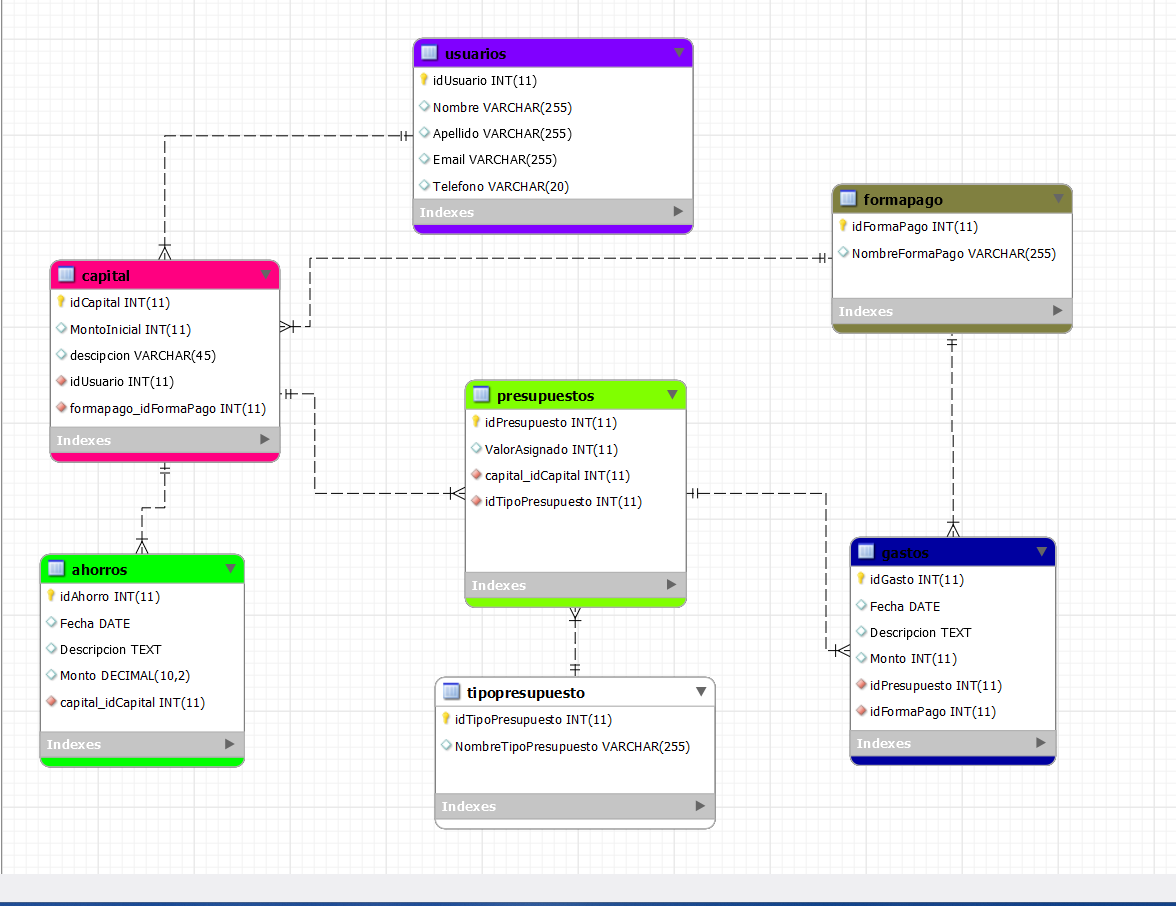 usuarios
idUsuario INT(11)
Nombre VARCHAR(255)
Apellido VARCHAR(255)
Email VARCHAR(255)
Telefono VARCHAR(20)
Indexes
formapago
idFormaPago INT(11)
NombreFormaPago VARCHAR(255)
Indexes
capital
idCapital INT(11)
MontoInicial INT(11)
descipcion VARCHAR(45)
idUsuario INT(11)
formapago_idFormaPago INT(11)
Indexes
presupuestos
idPresupuesto INT(11)
ValorAsignado INT(11)
capital_idCapital INT(11)
idTipoPresupuesto INT(11)
Indexes
ahorros
idAhorro INT(11)
Fecha DATE
Descripcion TEXT
Monto DECIMAL(10,2)
capital_idCapital INT(11)
Indexes
tipopresupuesto
idTipoPresupuesto INT(11)
NombreTipoPresupuesto VARCHAR(255)
Indexes
gastos
idGasto INT(11)
Fecha DATE
Descripcion TEXT
Monto INT(11)
idPresupuesto INT(11)
idFormaPago INT(11)
Indexes